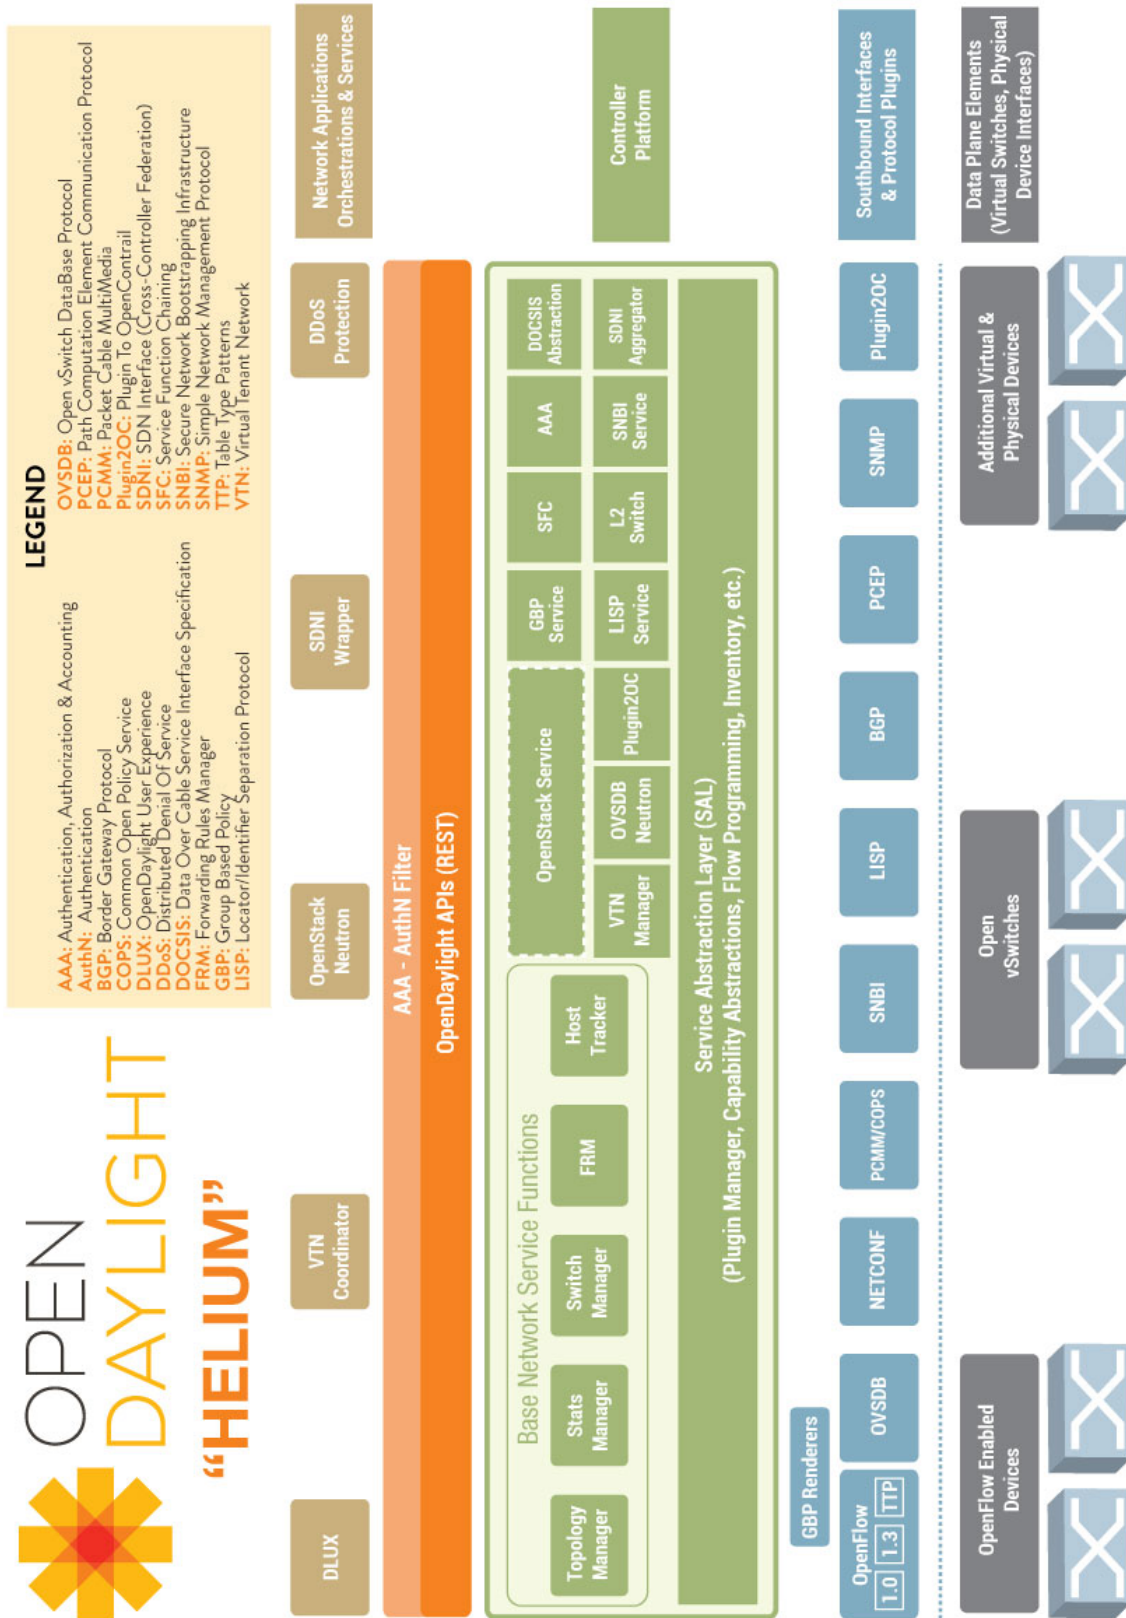 OPEN
DAYLIGHT
“HELIUM”
LEGEND
AAA: Authentication, Authorization & Accounting
AuthN: Authentication
BGP: Border Gateway Protocol
COPS: Common Open Policy Service
DLUX: OpenDaylight User Experience
DDoS: Distributed Denial Of Service
DOCSIS: Data Over Cable Service Interface Specification
FRM: Forwarding Rules Manager
GBP: Group Based Policy
LISP: Locator/Identifier Separation Protocol
OVSDB: Open vSwitch DataBase Protocol
PCEP: Path Computation Element Communication Protocol
PCMM: Packet Cable MultiMedia
Plugin2OC: Plugin To OpenContrail
SDNI: SDN Interface (Cross-Controller Federation)
SFC: Service Function Chaining
SNBI: Secure Network Bootstrapping Infrastructure
SNMP: Simple Network Management Protocol
TTP: Table Type Patterns
VTN: Virtual Tenant Network
DLUX
VTN
Coordinator
OpenStack
Neutron
SDNI
Wrapper
DDoS
Protection
Network Applications
Orchestrations & Services
AAA - AuthN Filter
OpenDaylight APIs (REST)
Base Network Service Functions
Topology
Manager
Stats
Manager
Switch
Manager
FRM
Host
Tracker
OpenStack Service
GBP
Service
SFC
AAA
DOCSIS
Abstraction
VTN
Manager
OVSDB
Neutron
Plugin2OC
LISP
Service
L2
Switch
SNBI
Service
SDNI
Aggregator
Controller
Platform
Service Abstraction Layer (SAL)
(Plugin Manager, Capability Abstractions, Flow Programming, Inventory, etc.)
GBP Renderers
OpenFlow
1.0 1.3 TTP
OVSDB
NETCONF
PCMM/COPS
SNBI
LISP
BGP
PCEP
SNMP
Plugin2OC
Southbound Interfaces
& Protocol Plugins
OpenFlow Enabled
Devices
Open
vSwitches
Additional Virtual &
Physical Devices
Data Plane Elements
(Virtual Switches, Physical
Device Interfaces)